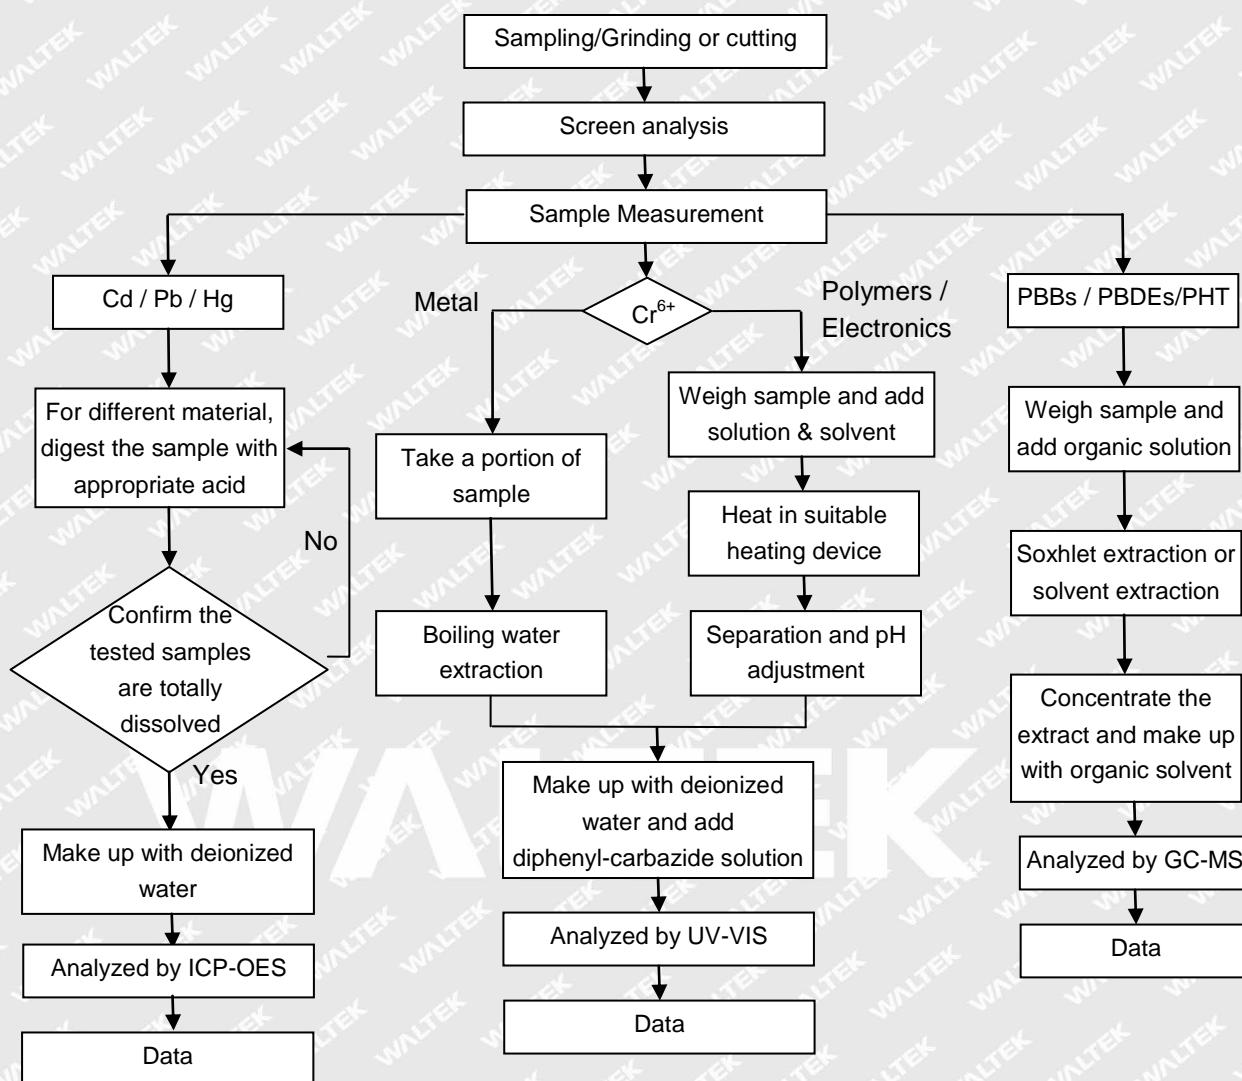 Sampling/Grinding or cutting
Screen analysis
Sample Measurement
Cd / Pb / Hg
For different material,
digest the sample with
appropriate acid
No
Confirm the
tested samples
are totally
dissolved
Yes
Make up with deionized
water
Analyzed by ICP-OES
Data
Metal
Cr⁶⁺
Polymers /
Electronics
Take a portion of
sample
Boiling water
extraction
Weigh sample and add
solution & solvent
Heat in suitable
heating device
Separation and pH
adjustment
Make up with deionized
water and add
diphenyl-carbazide solution
Analyzed by UV-VIS
Data
PBBs / PBDEs/PHT
Weigh sample and
add organic solution
Soxhlet extraction or
solvent extraction
Concentrate the
extract and make up
with organic solvent
Analyzed by GC-MS
Data
WALTEK